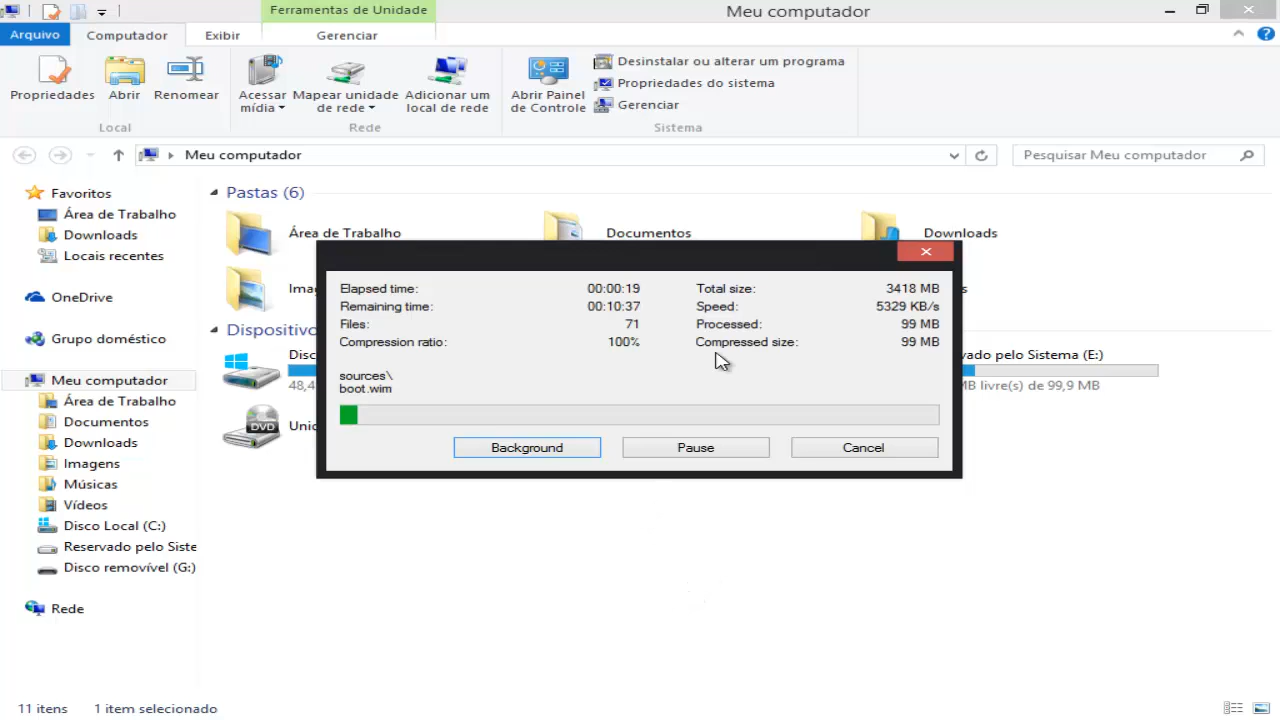 Ferramentas de Unidade
Meu computador
Arquivo
Computador
Exibir
Gerenciar
Propriedades
Abrir
Renomear
Acessar mídia
Mapear unidade de rede
Adicionar um local de rede
Abrir Painel de Controle
Desinstalar ou alterar um programa
Propriedades do sistema
Gerenciar
Local
Rede
Sistema
Meu computador
Pesquisar Meu computador
Favoritos
Área de Trabalho
Downloads
Locais recentes
OneDrive
Grupo doméstico
Meu computador
Área de Trabalho
Documentos
Downloads
Imagens
Músicas
Vídeos
Disco Local (C:)
Reservado pelo Siste
Disco removível (G:)
Rede
Pastas (6)
Área de Trabalho
Documentos
Downloads
Ima
s
Dispositivo
Disc
48,4
vado pelo Sistema (E:)
MB livre(s) de 99,9 MB
DVD
Unid
Elapsed time: 00:00:19
Total size: 3418 MB
Remaining time: 00:10:37
Speed: 5329 KB/s
Files: 71
Processed: 99 MB
Compression ratio: 100%
Compressed size: 99 MB
sources\
boot.wim
Background
Pause
Cancel
11 itens
1 item selecionado